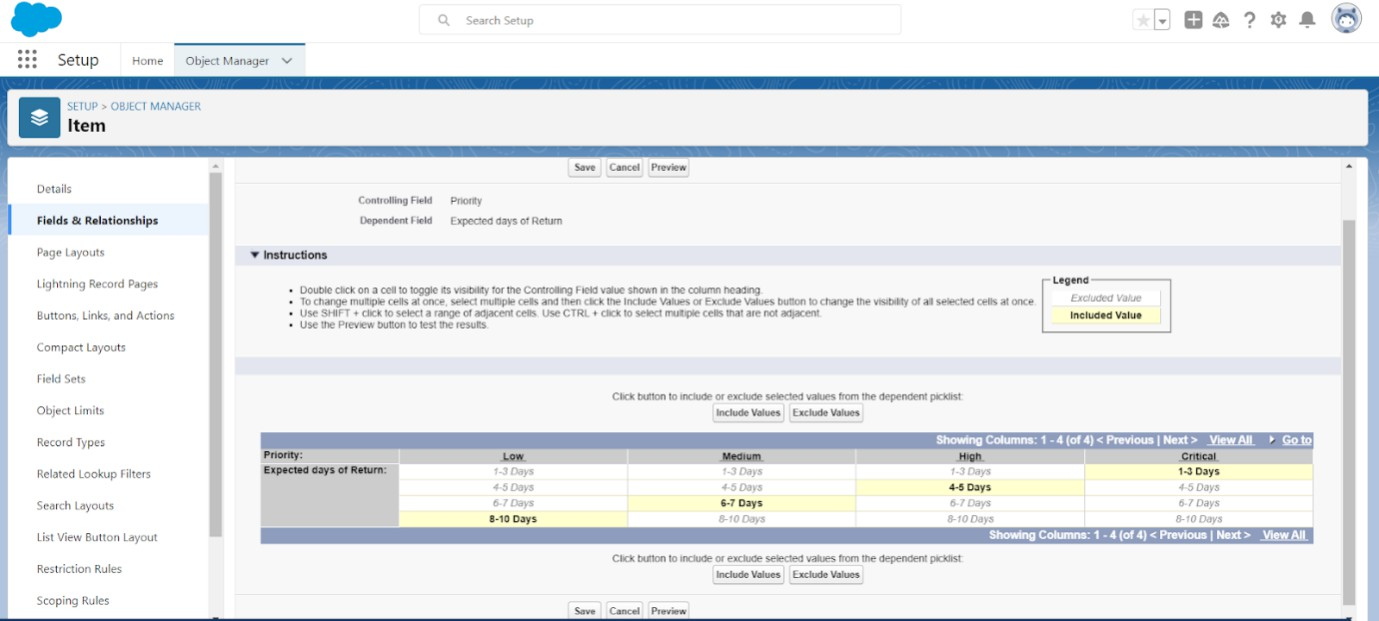 Search Setup
Setup
Home
Object Manager
SETUP > OBJECT MANAGER
Item
Details
Fields & Relationships
Page Layouts
Lightning Record Pages
Buttons, Links, and Actions
Compact Layouts
Field Sets
Object Limits
Record Types
Related Lookup Filters
Search Layouts
List View Button Layout
Restriction Rules
Scoping Rules
Save Cancel Preview
Controlling Field Priority
Dependent Field Expected days of Return
Instructions
Double click on a cell to toggle its visibility for the Controlling Field value shown in the column heading.
To change multiple cells at once, select multiple cells and then click the Include Values or Exclude Values button to change the visibility of all selected cells at once.
Use SHIFT + click to select a range of adjacent cells. Use CTRL + click to select multiple cells that are not adjacent.
Use the Preview button to test the results.
Legend
Excluded Value
Included Value
Click button to include or exclude selected values from the dependent picklist:
Include Values Exclude Values
Showing Columns: 1 - 4 (of 4) < Previous | Next > View All Go to
Priority: Low Medium High Critical
Expected days of Return: 1-3 Days 1-3 Days 1-3 Days 1-3 Days
4-5 Days 4-5 Days 4-5 Days 4-5 Days
6-7 Days 6-7 Days 6-7 Days 6-7 Days
8-10 Days 8-10 Days 8-10 Days 8-10 Days
Showing Columns: 1 - 4 (of 4) < Previous | Next > View All
Click button to include or exclude selected values from the dependent picklist:
Include Values Exclude Values
Save Cancel Preview